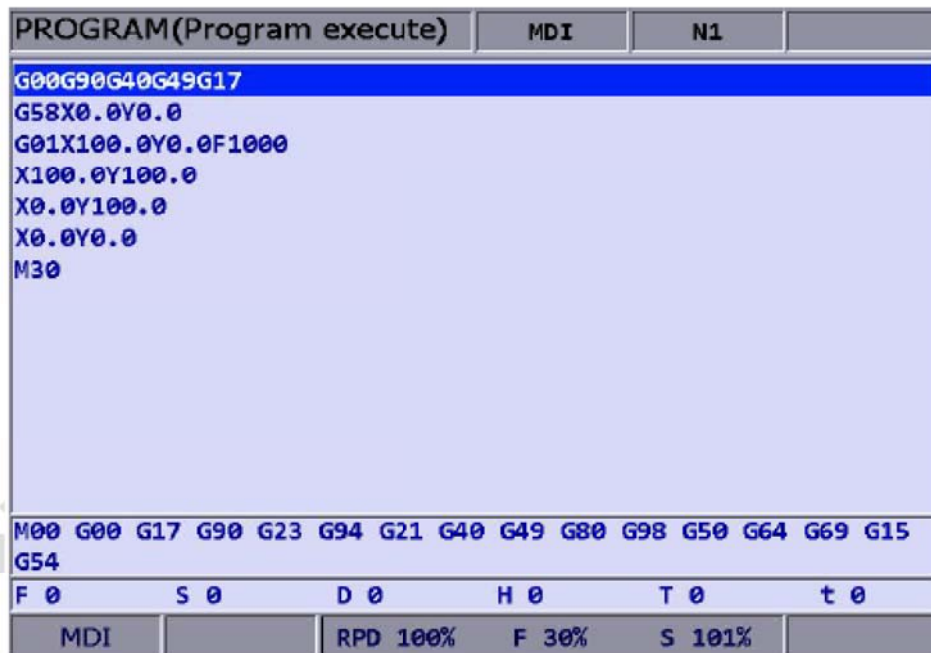 PROGRAM(Program execute) MDI N1
G00G90G40G49G17
G58X0.0Y0.0
G01X100.0Y0.0F1000
X100.0Y100.0
X0.0Y100.0
X0.0Y0.0
M30
M00 G00 G17 G90 G23 G94 G21 G40 G49 G80 G98 G50 G64 G69 G15
G54
F 0 S 0 D 0 H 0 T 0 t 0
MDI RPD 100% F 30% S 101%